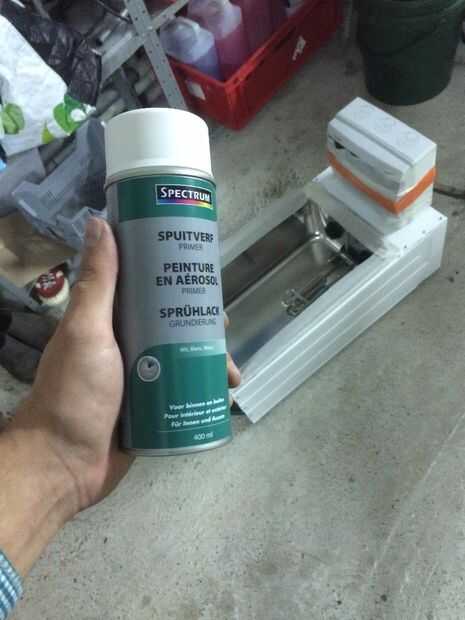 SPECTRUM
SPUITVERF
PRIMER
PEINTURE
EN AÉROSOL
PRIMER
SPRÜHLACK
GRUNDIERUNG
Wit, Blanc, Weiss
Voor binnen en buiten
Pour intérieur et extérieur
Für Innen und Aussen
400 ml